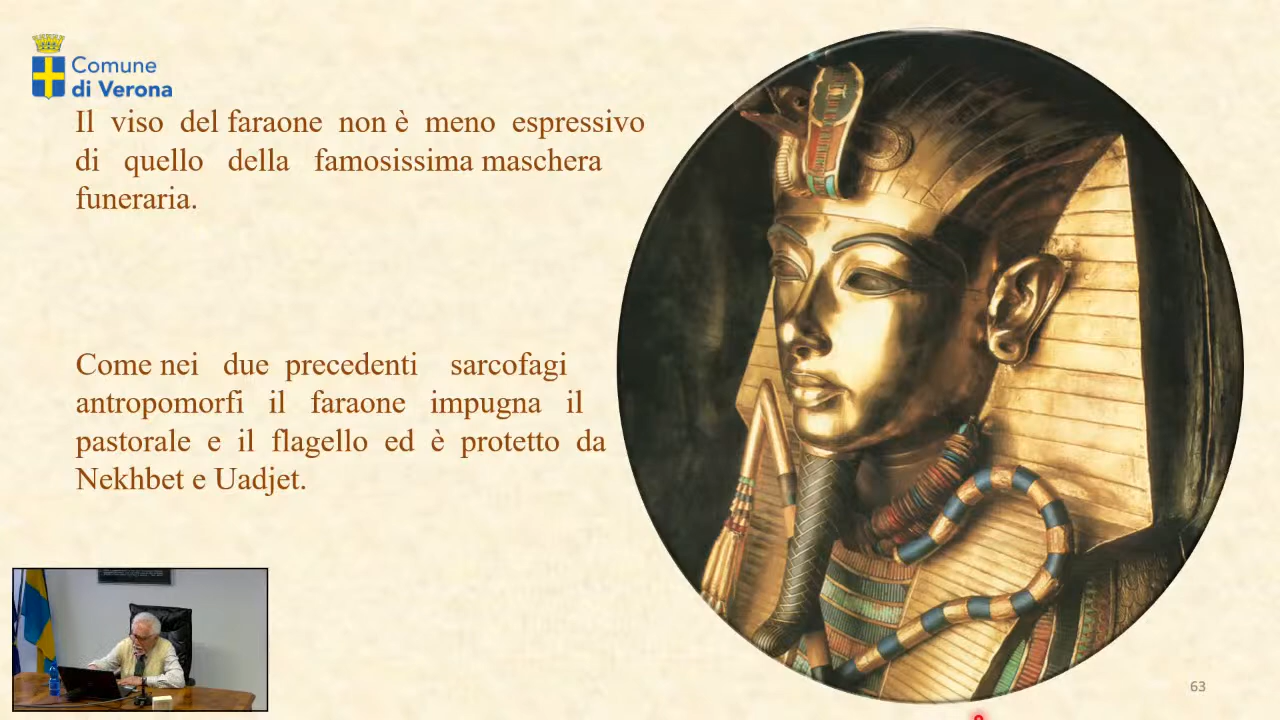 Comune
di Verona
Il viso del faraone non è meno espressivo
di quello della famosissima maschera
funeraria.
Come nei due precedenti sarcofagi
antropomorfi il faraone impugna il
pastorale e il flagello ed è protetto da
Nekhbet e Uadjet.
63